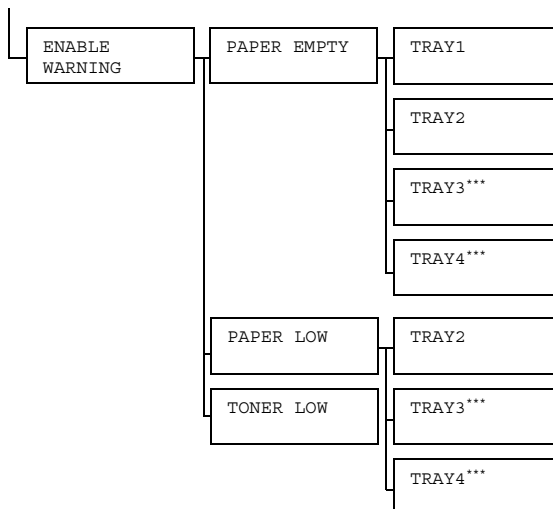 ENABLE
WARNING
PAPER EMPTY
TRAY1
TRAY2
TRAY3***
TRAY4***
PAPER LOW
TRAY2
TONER LOW
TRAY3***
TRAY4***